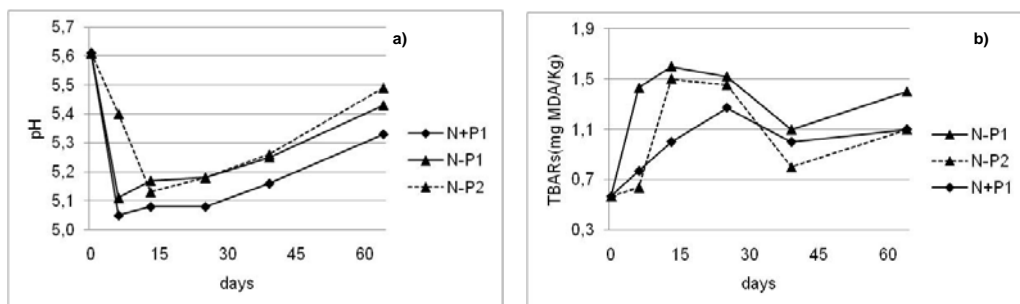 a)
5,7
5,6
5,5
5,4
5,3
5,2
5,1
5,0
pH
0 15 30 45 60
days
N+P1
N-P1
N-P2
b)
1,9
1,5
1,1
0,7
0,3
TBARs(mg MDA/Kg)
0 15 30 45 60
days
N-P1
N-P2
N+P1